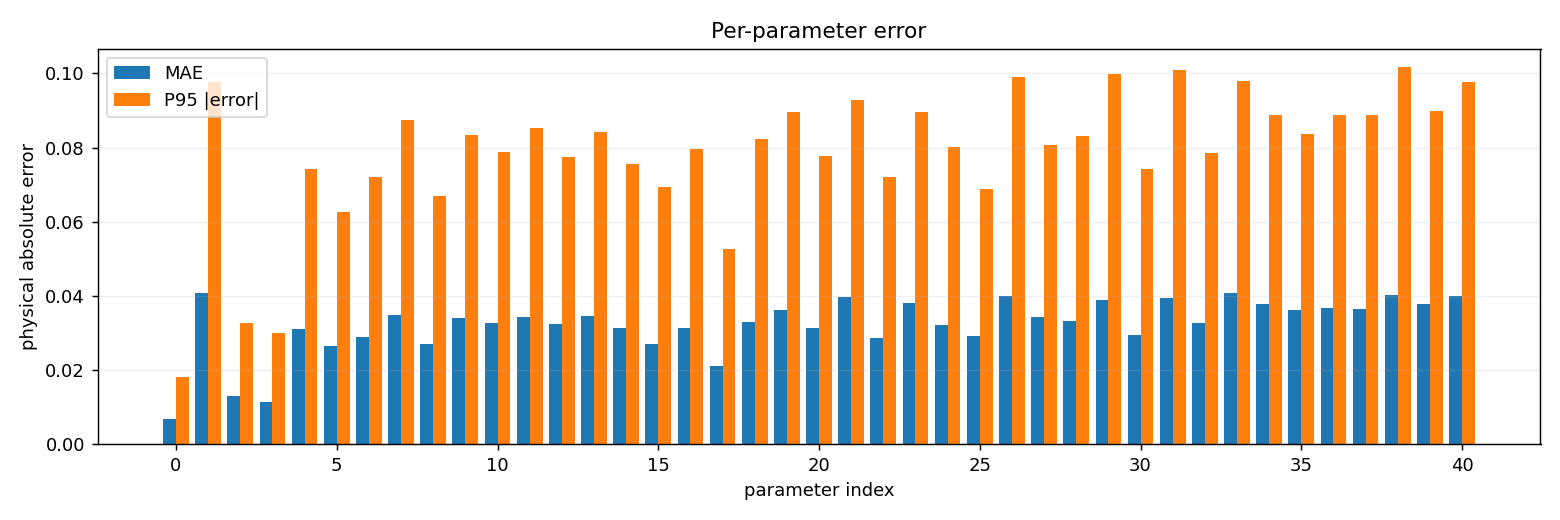 Per-parameter error
MAE
P95 |error|
physical absolute error
0.10
0.08
0.06
0.04
0.02
0.00
0 5 10 15 20 25 30 35 40
parameter index